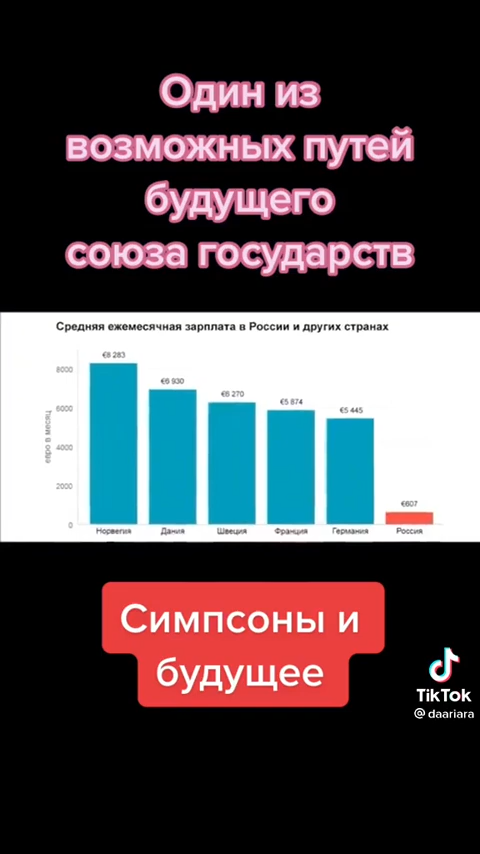 Один из
возможных путей
будущего
союза государств
Средняя ежемесячная зарплата в России и других странах
евро в месяц
8000
6000
4000
2000
0
€8 283
€6 930
€6 270
€5 874
€5 445
€607
Норвегия
Дания
Швеция
Франция
Германия
Россия
Симпсоны и
будущее
TikTok
@daariara